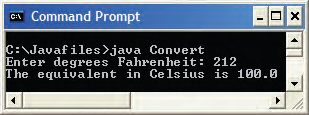 Command Prompt
C:\Javafiles>java Convert
Enter degrees Fahrenheit: 212
The equivalent in Celsius is 100.0